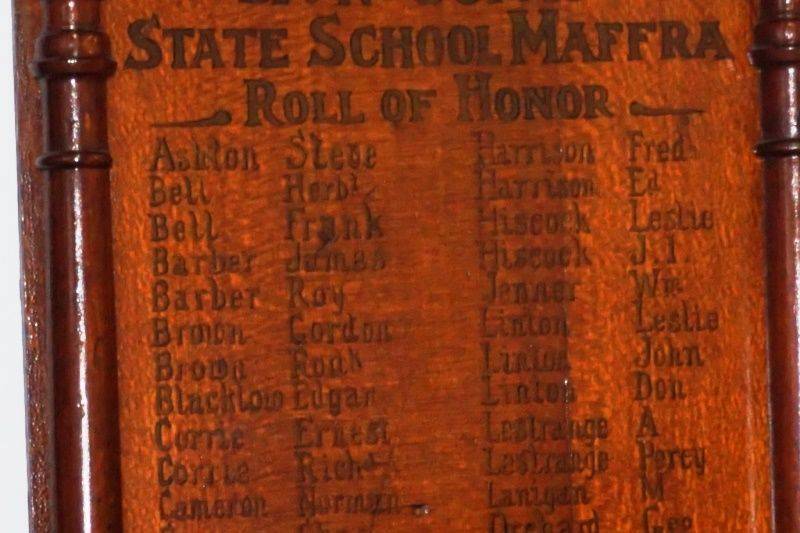 STATE SCHOOL MAFFRA
ROLL OF HONOR
Ashton Steve Harrison Fred
Bell Herbt Harrison Ed
Bell Frank Hiscock Leslie
Barber James Hiscock J.I.
Barber Roy Jenner Wm
Brown Gordon Linton Leslie
Brown Linton John
Blacklow Edgar Linton Don
Corrie Ernest Lestrange A
Corrie Richd Lestrange Percy
Cameron Norman Lanigan M
Orchard Geo